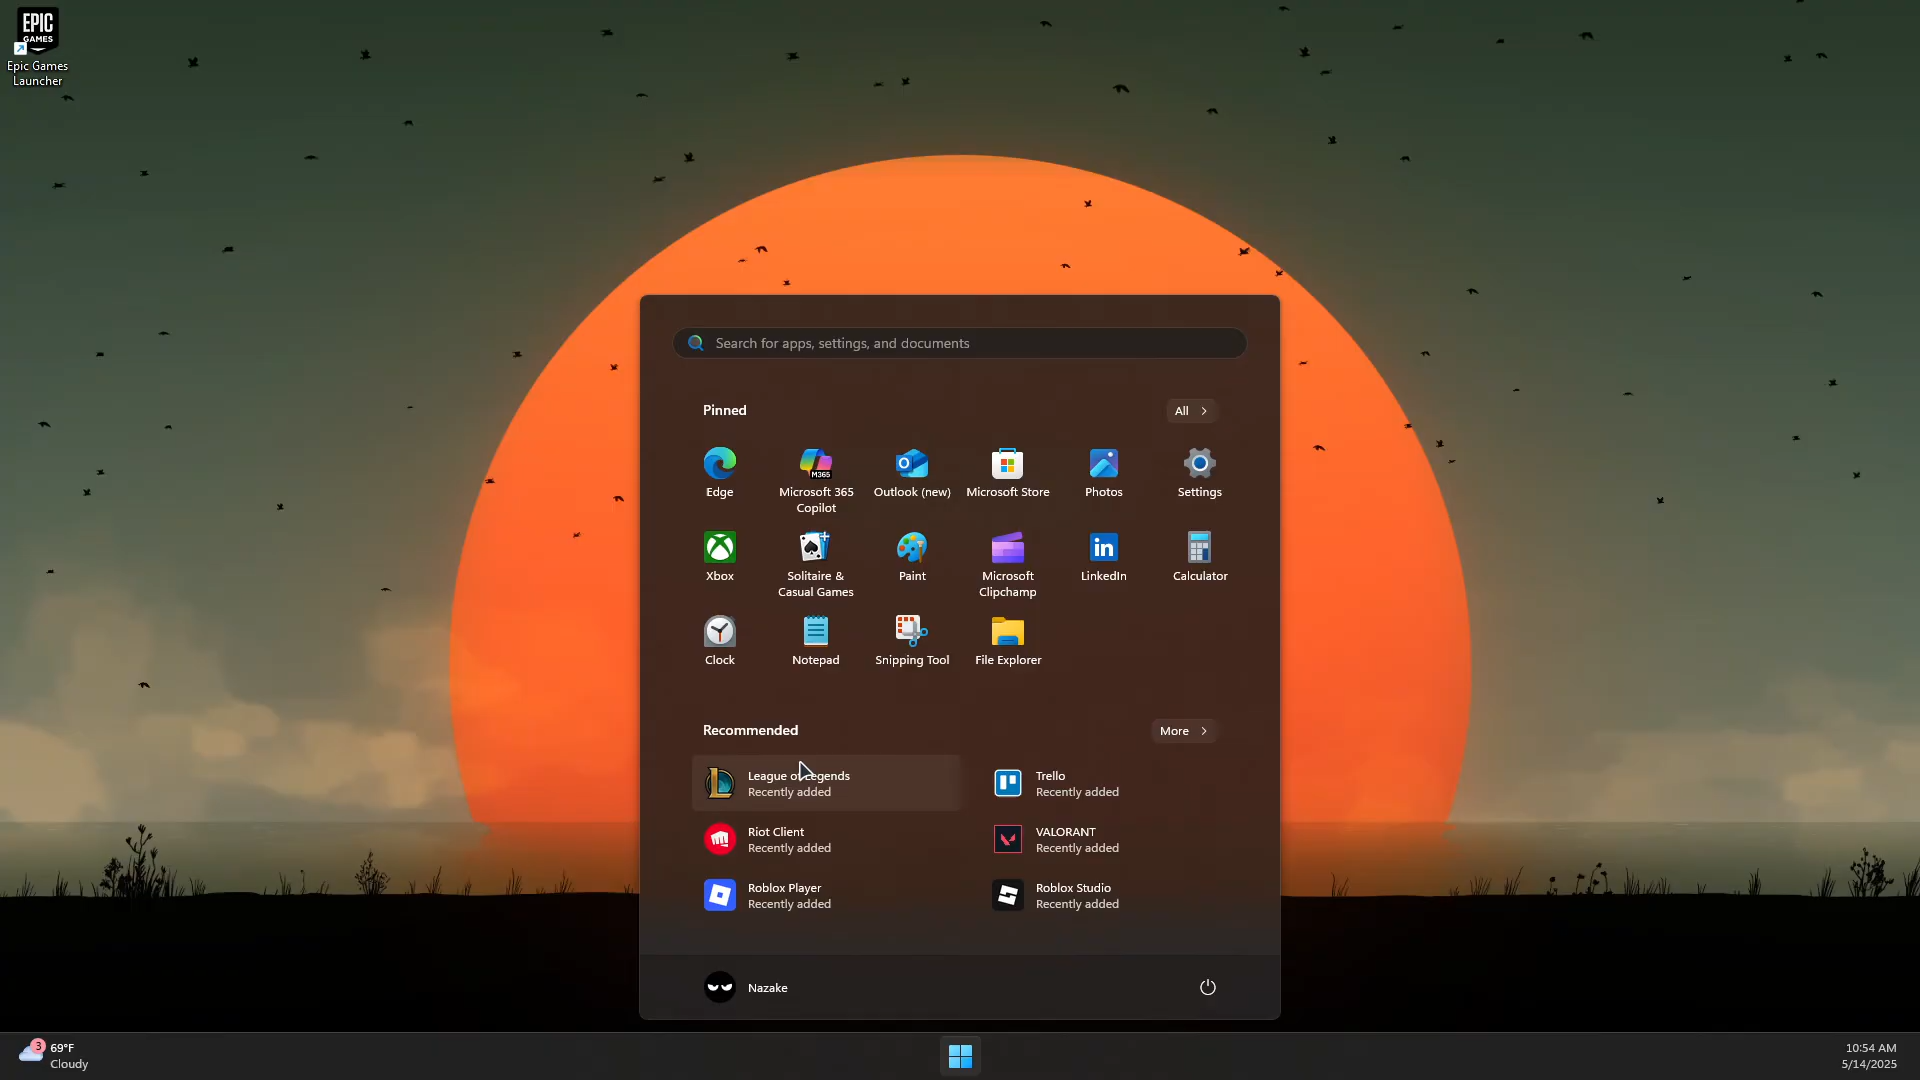 EPIC
GAMES
Epic Games
Launcher
Search for apps, settings, and documents
Pinned
All
Edge
M365
Microsoft 365
Copilot
Outlook (new)
Microsoft Store
Photos
Settings
Xbox
Solitaire &
Casual Games
Paint
Microsoft
Clipchamp
in
LinkedIn
Calculator
Clock
Notepad
Snipping Tool
File Explorer
Recommended
More
League of Legends
Recently added
Trello
Recently added
Riot Client
Recently added
VALORANT
Recently added
Roblox Player
Recently added
Roblox Studio
Recently added
Nazake
3
69°F
Cloudy
10:54 AM
5/14/2025